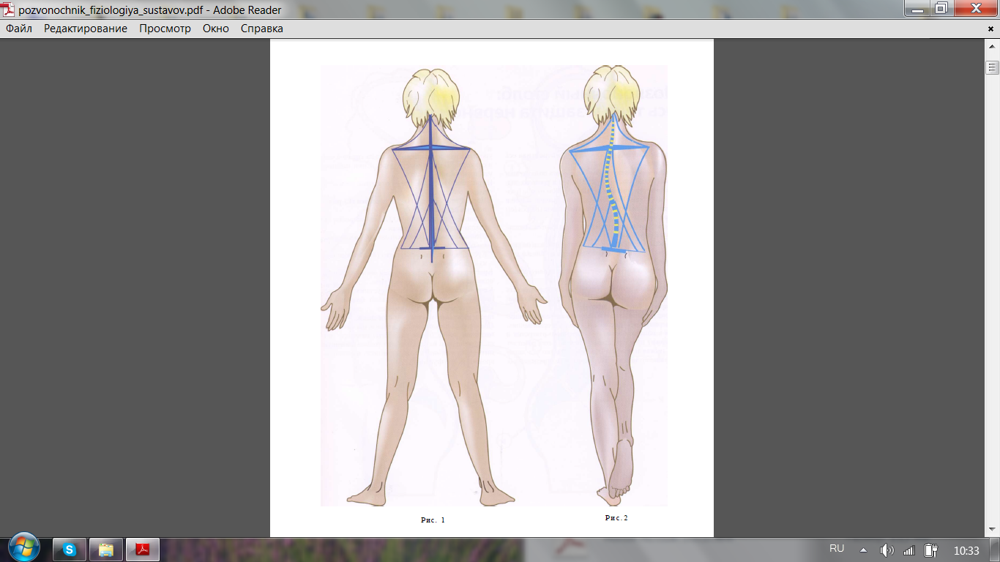 pozvonochnik_fiziologiya_sustavov.pdf - Adobe Reader
Файл Редактирование Просмотр Окно Справка
Рис. 1
Рис.2
RU
10:33